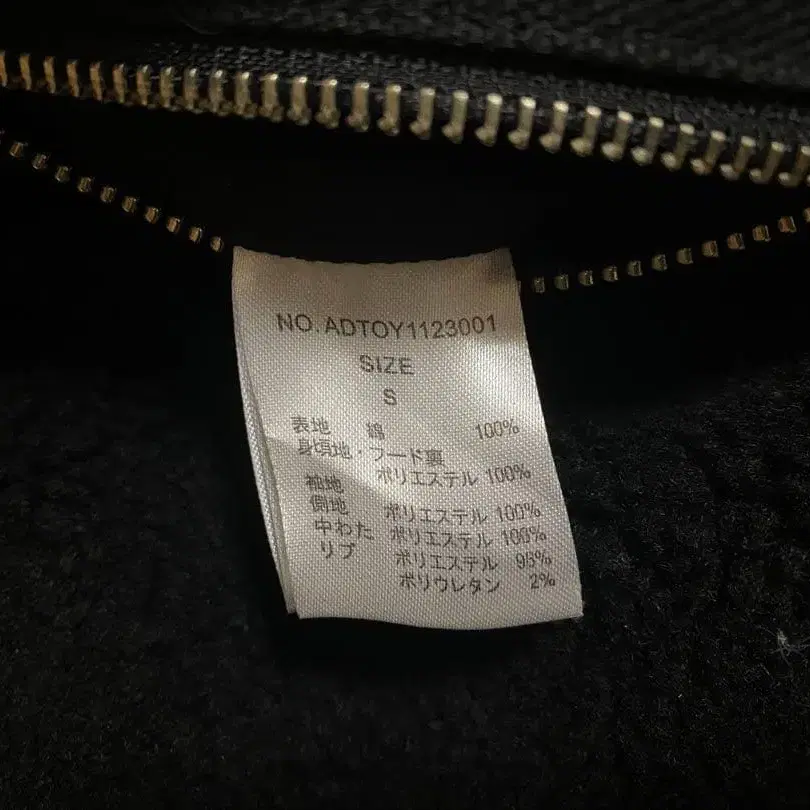 NO. ADTOY1123001
SIZE
S
表地 綿 100%
身頃地・フード裏
ポリエステル 100%
袖地
側地 ポリエステル 100%
中わた ポリエステル 100%
リブ ポリエステル 98%
ポリウレタン 2%